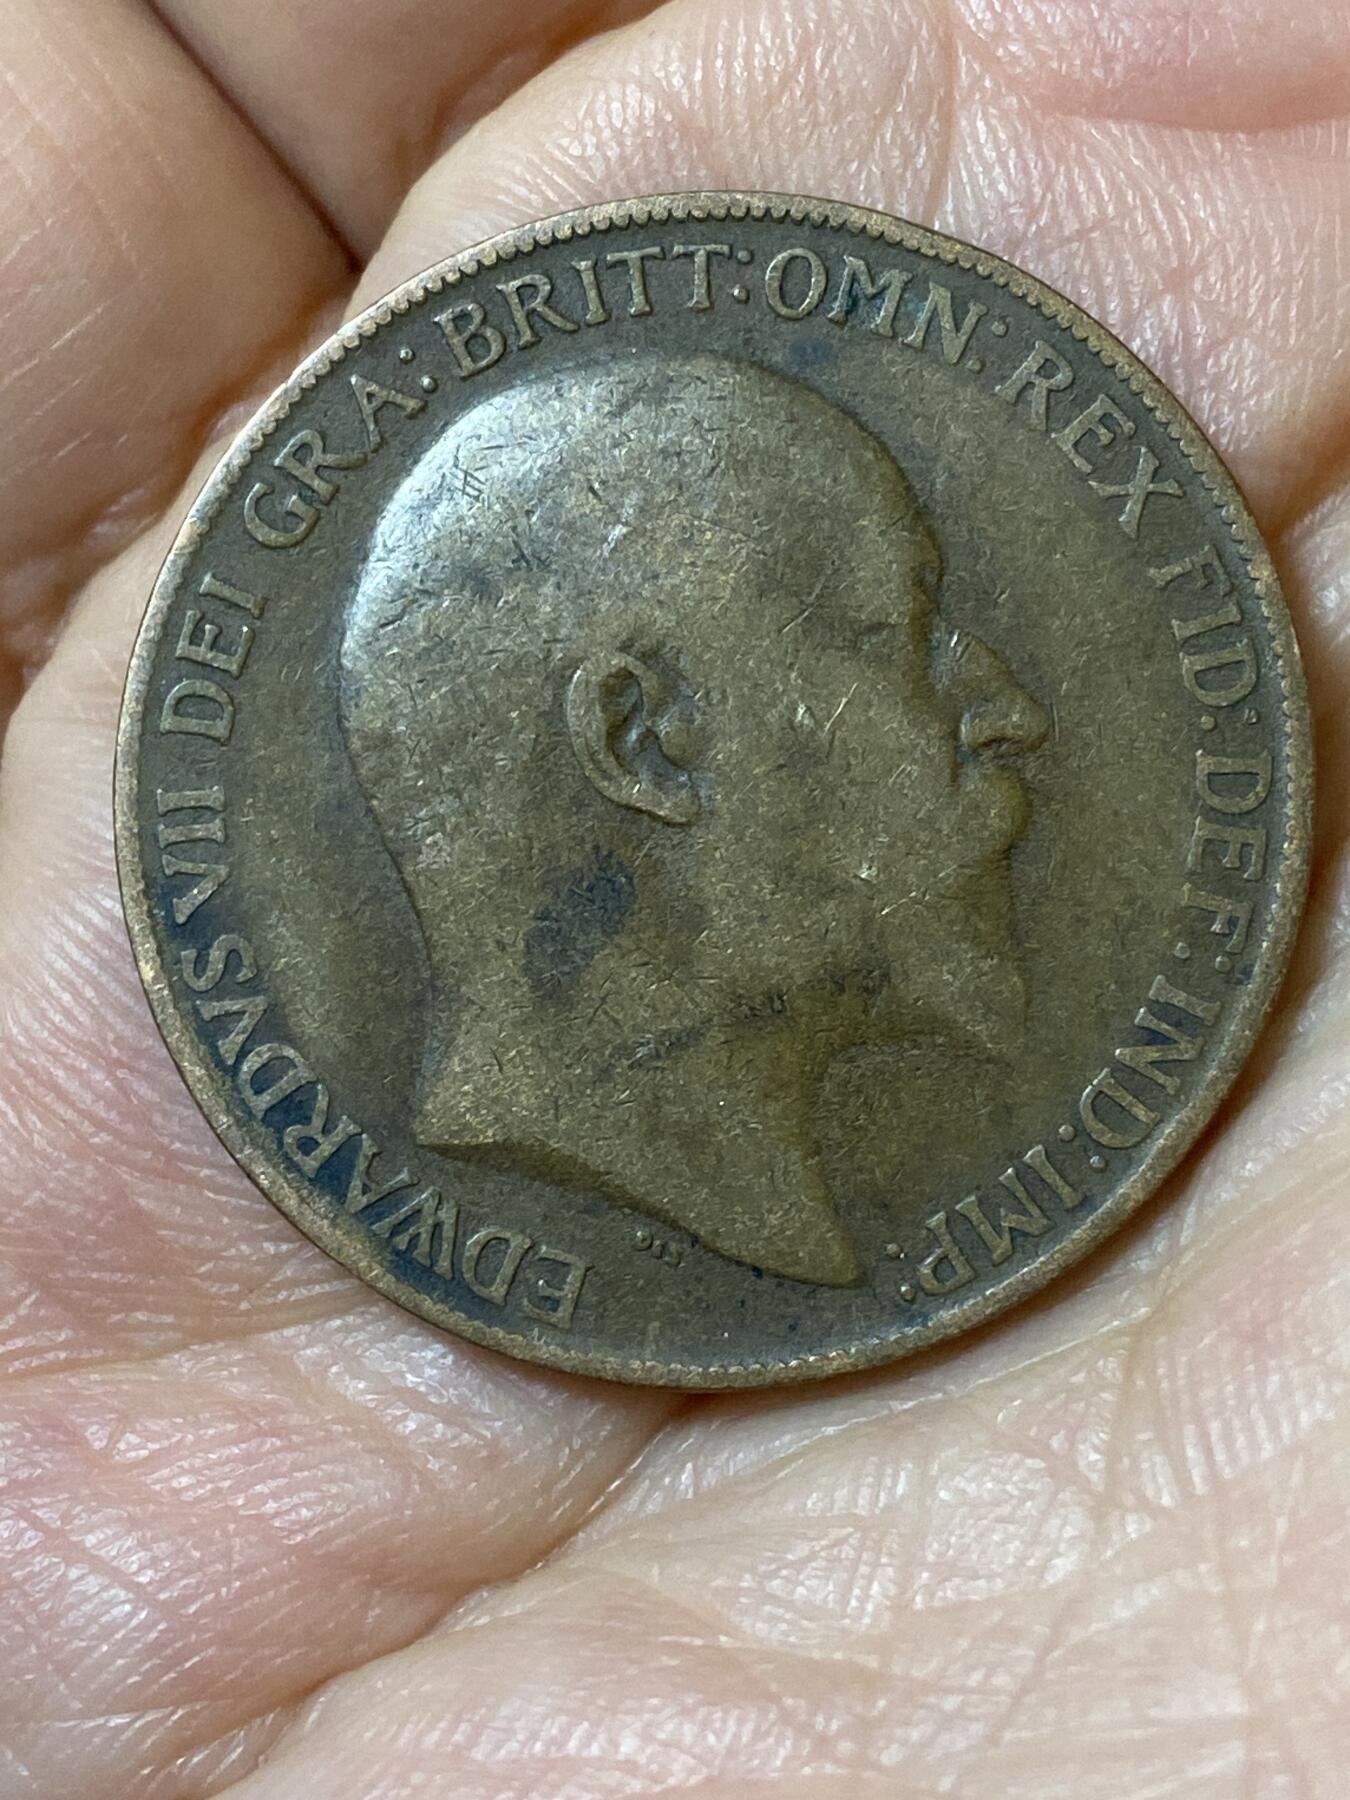 EDWARDVS VII DEI GRA: BRITT: OMN: REX FID: DEF: IND: IMP: